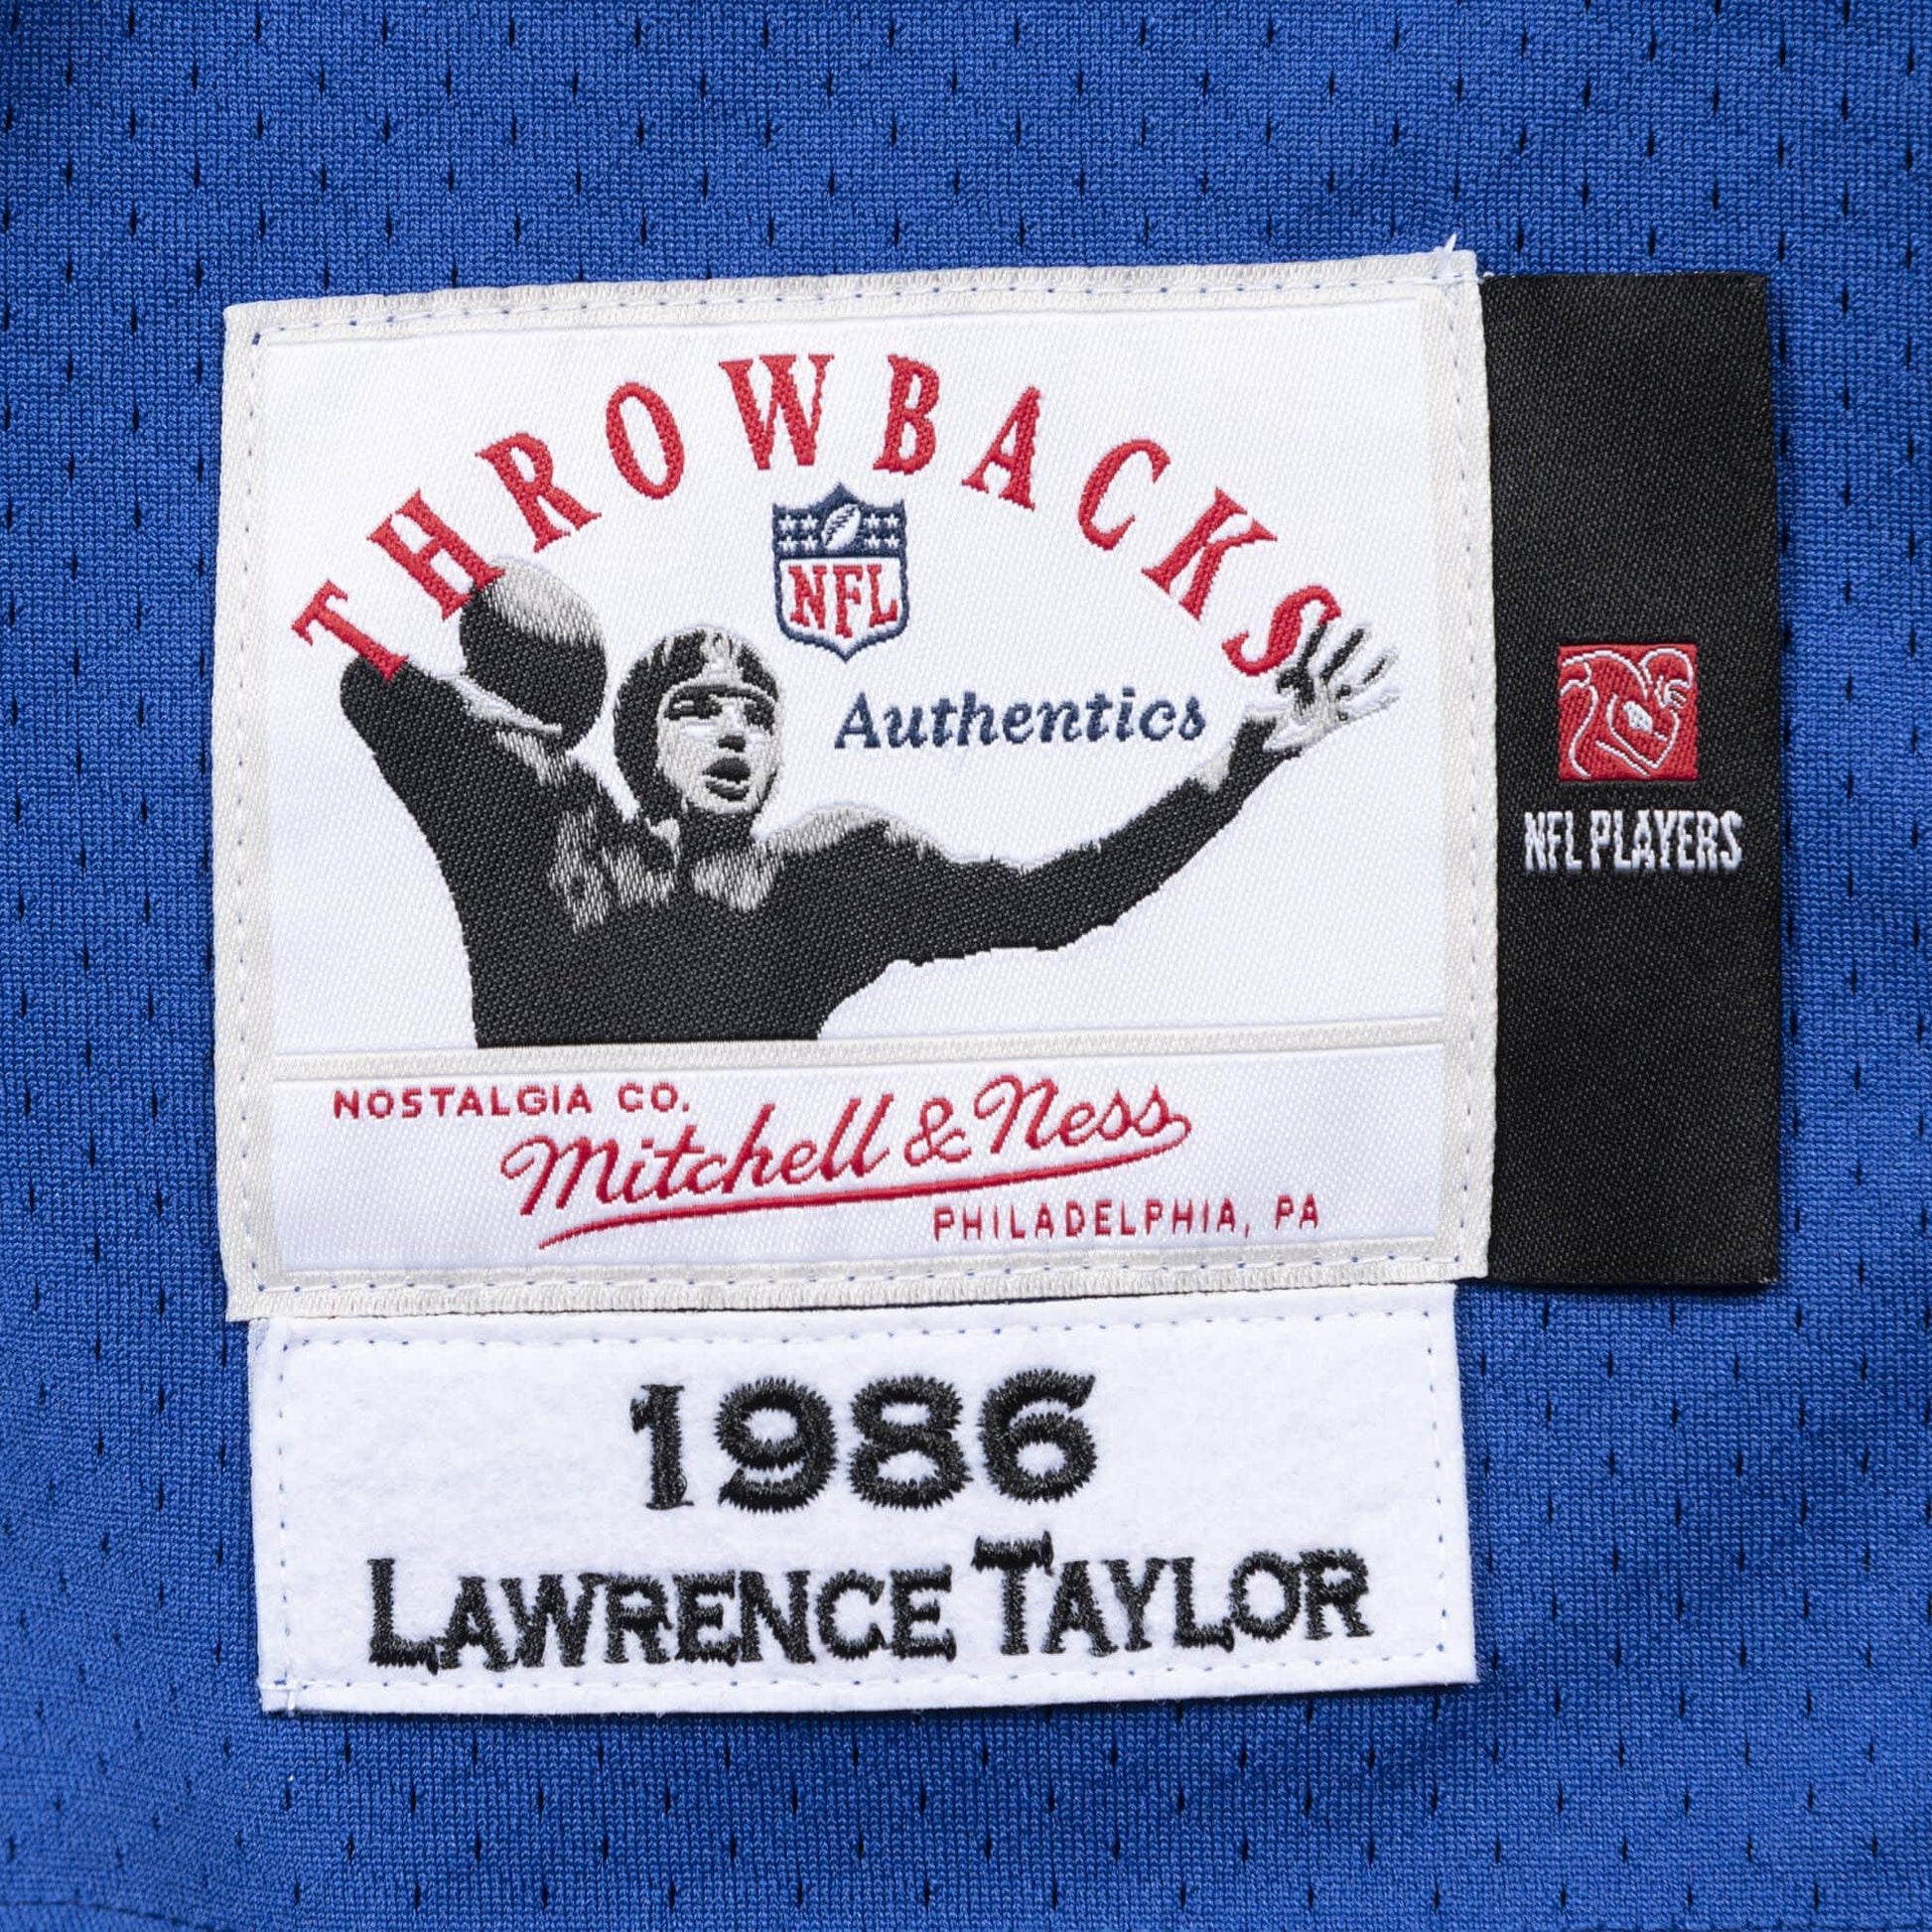 THROWBACKS
NFL
Authentics
NFL PLAYERS
NOSTALGIA CO.
Mitchell & Ness
PHILADELPHIA, PA
1986
LAWRENCE TAYLOR